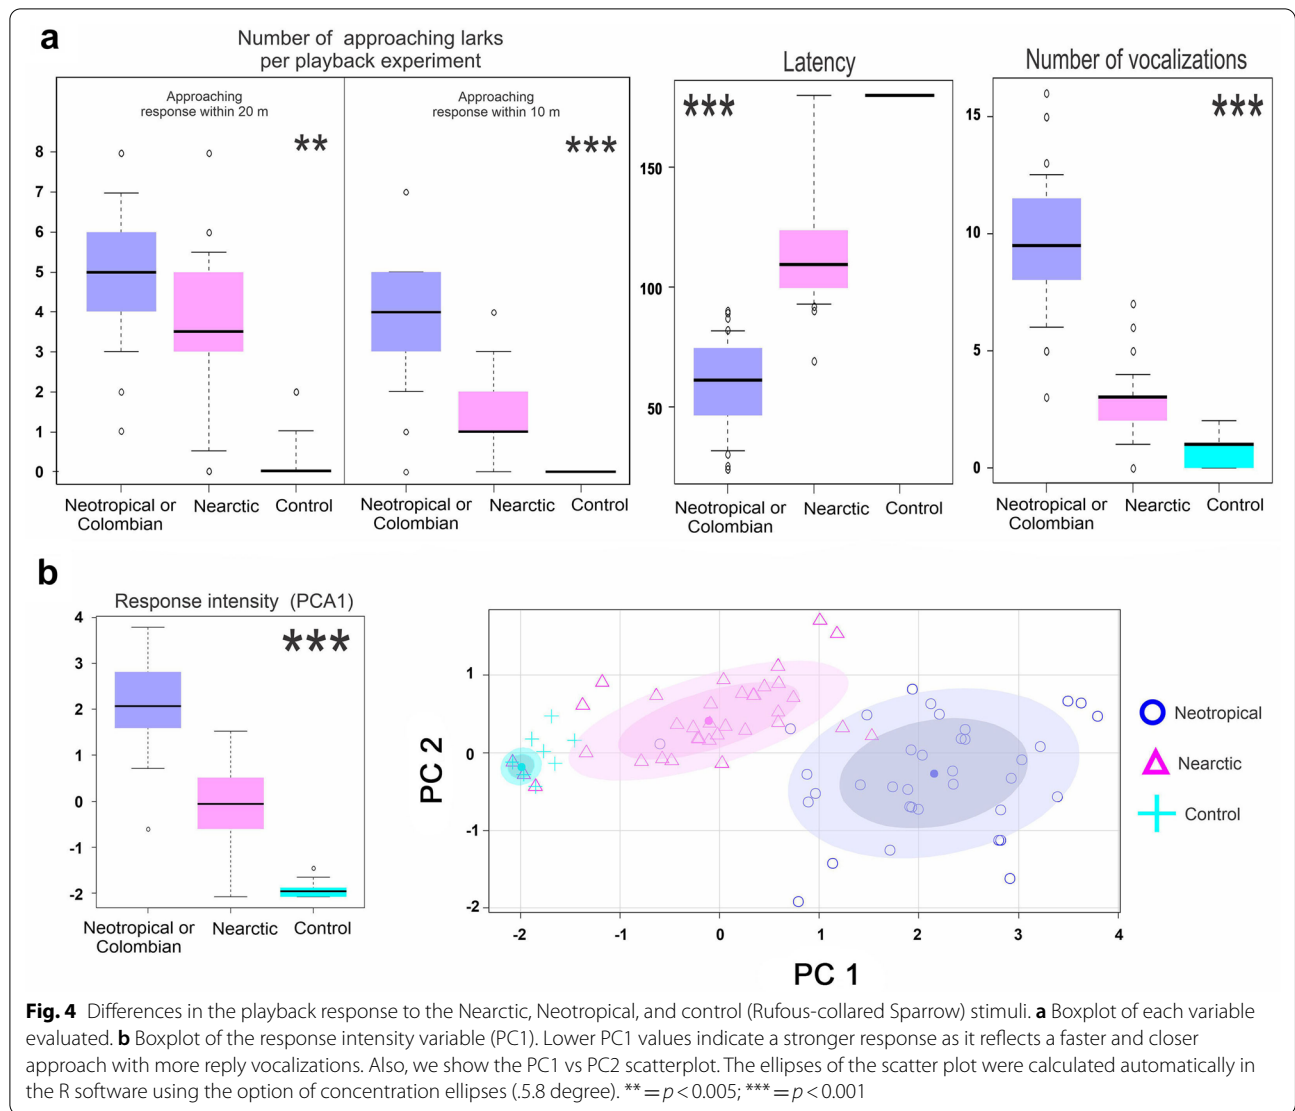 a
Number of approaching larks
per playback experiment
Approaching
response within 20 m
**
Approaching
response within 10 m
***
8
7
6
5
4
3
2
1
0
Neotropical or
Colombian
Nearctic
Control
Neotropical or
Colombian
Nearctic
Control
Latency
***
150
100
50
Neotropical or
Colombian
Nearctic
Control
Number of vocalizations
***
15
10
5
0
Neotropical or
Colombian
Nearctic
Control
b
Response intensity (PCA1)
***
4
3
2
1
0
-1
-2
Neotropical or
Colombian
Nearctic
Control
PC 2
1
0
-1
-2
-2 -1 0 1 2 3 4
PC 1
Neotropical
Nearctic
Control
Fig. 4 Differences in the playback response to the Nearctic, Neotropical, and control (Rufous-collared Sparrow) stimuli. a Boxplot of each variable
evaluated. b Boxplot of the response intensity variable (PC1). Lower PC1 values indicate a stronger response as it reflects a faster and closer
approach with more reply vocalizations. Also, we show the PC1 vs PC2 scatterplot. The ellipses of the scatter plot were calculated automatically in
the R software using the option of concentration ellipses (.5.8 degree). ** = p < 0.005; *** = p < 0.001